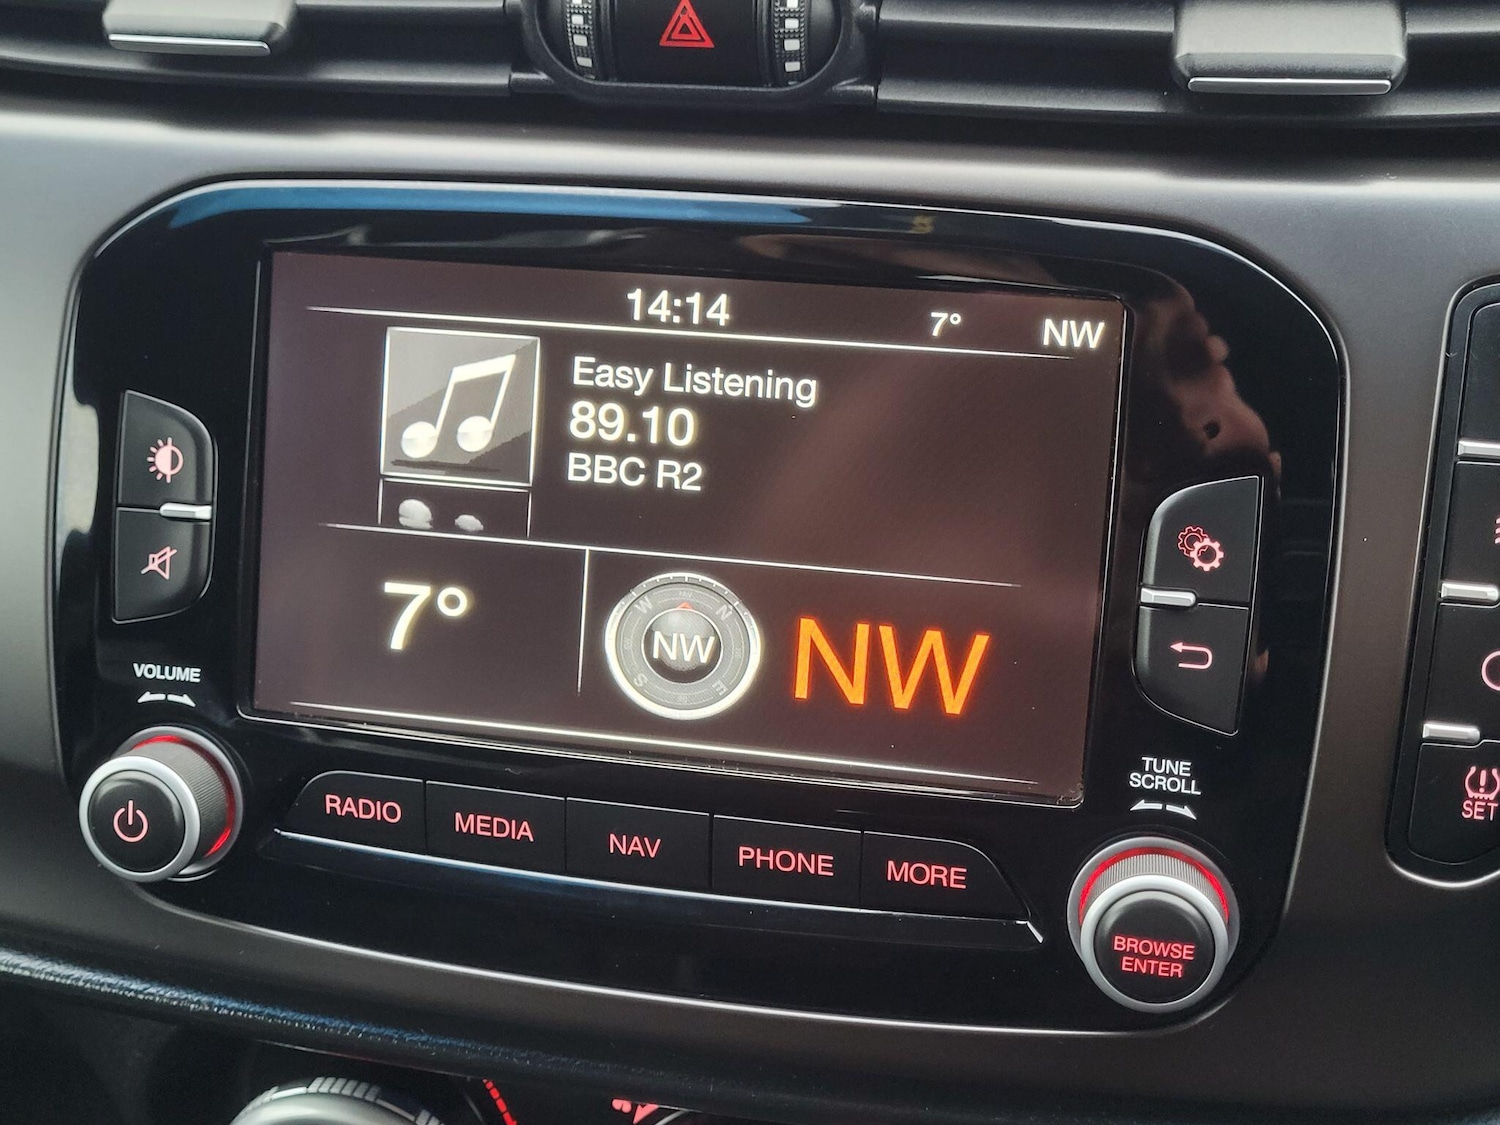 14:14 7° NW
Easy Listening
89.10
BBC R2
7° NW NW
W N S E
VOLUME
TUNE
SCROLL
RADIO MEDIA NAV PHONE MORE
BROWSE
ENTER
SET